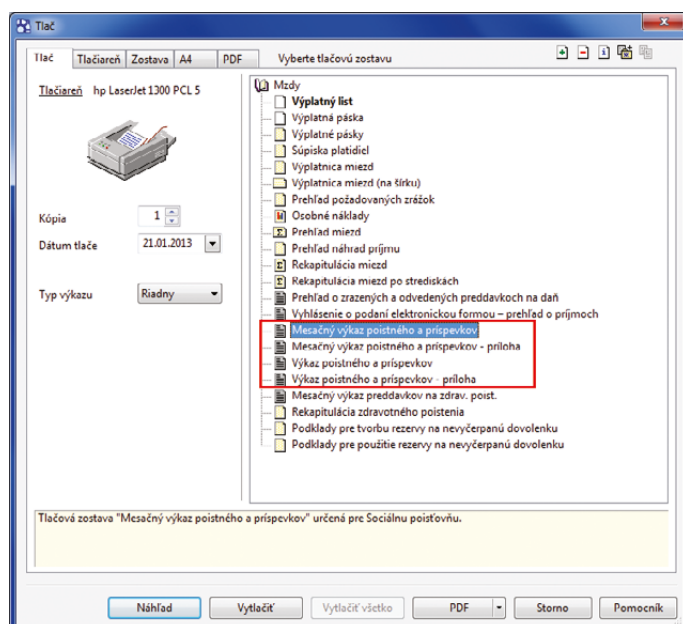 Tlač
Tlač Tlačiareň Zostava A4 PDF Vyberte tlačovú zostavu
Tlačiareň hp LaserJet 1300 PCL 5
Kópia 1
Dátum tlače 21.01.2013
Typ výkazu Riadny
Mzdy
Výplatný list
Výplatná páska
Výplatné pásky
Súpiska platidiel
Výplatnica miezd
Výplatnica miezd (na šírku)
Prehľad požadovaných zrážok
Osobné náklady
Prehľad miezd
Prehľad náhrad príjmu
Rekapitulácia miezd
Rekapitulácia miezd po strediskách
Prehľad o zrazených a odvedených preddavkoch na daň
Vyhlásenie o podaní elektronickou formou – prehľad o príjmoch
Mesačný výkaz poistného a príspevkov
Mesačný výkaz poistného a príspevkov - príloha
Výkaz poistného a príspevkov
Výkaz poistného a príspevkov - príloha
Mesačný výkaz preddavkov na zdrav. poist.
Rekapitulácia zdravotného poistenia
Podklady pre tvorbu rezervy na nevyčerpanú dovolenku
Podklady pre použitie rezervy na nevyčerpanú dovolenku
Tlačová zostava "Mesačný výkaz poistného a príspevkov" určená pre Sociálnu poisťovňu.
Náhľad Vytlačiť Vytlačiť všetko PDF Storno Pomocník